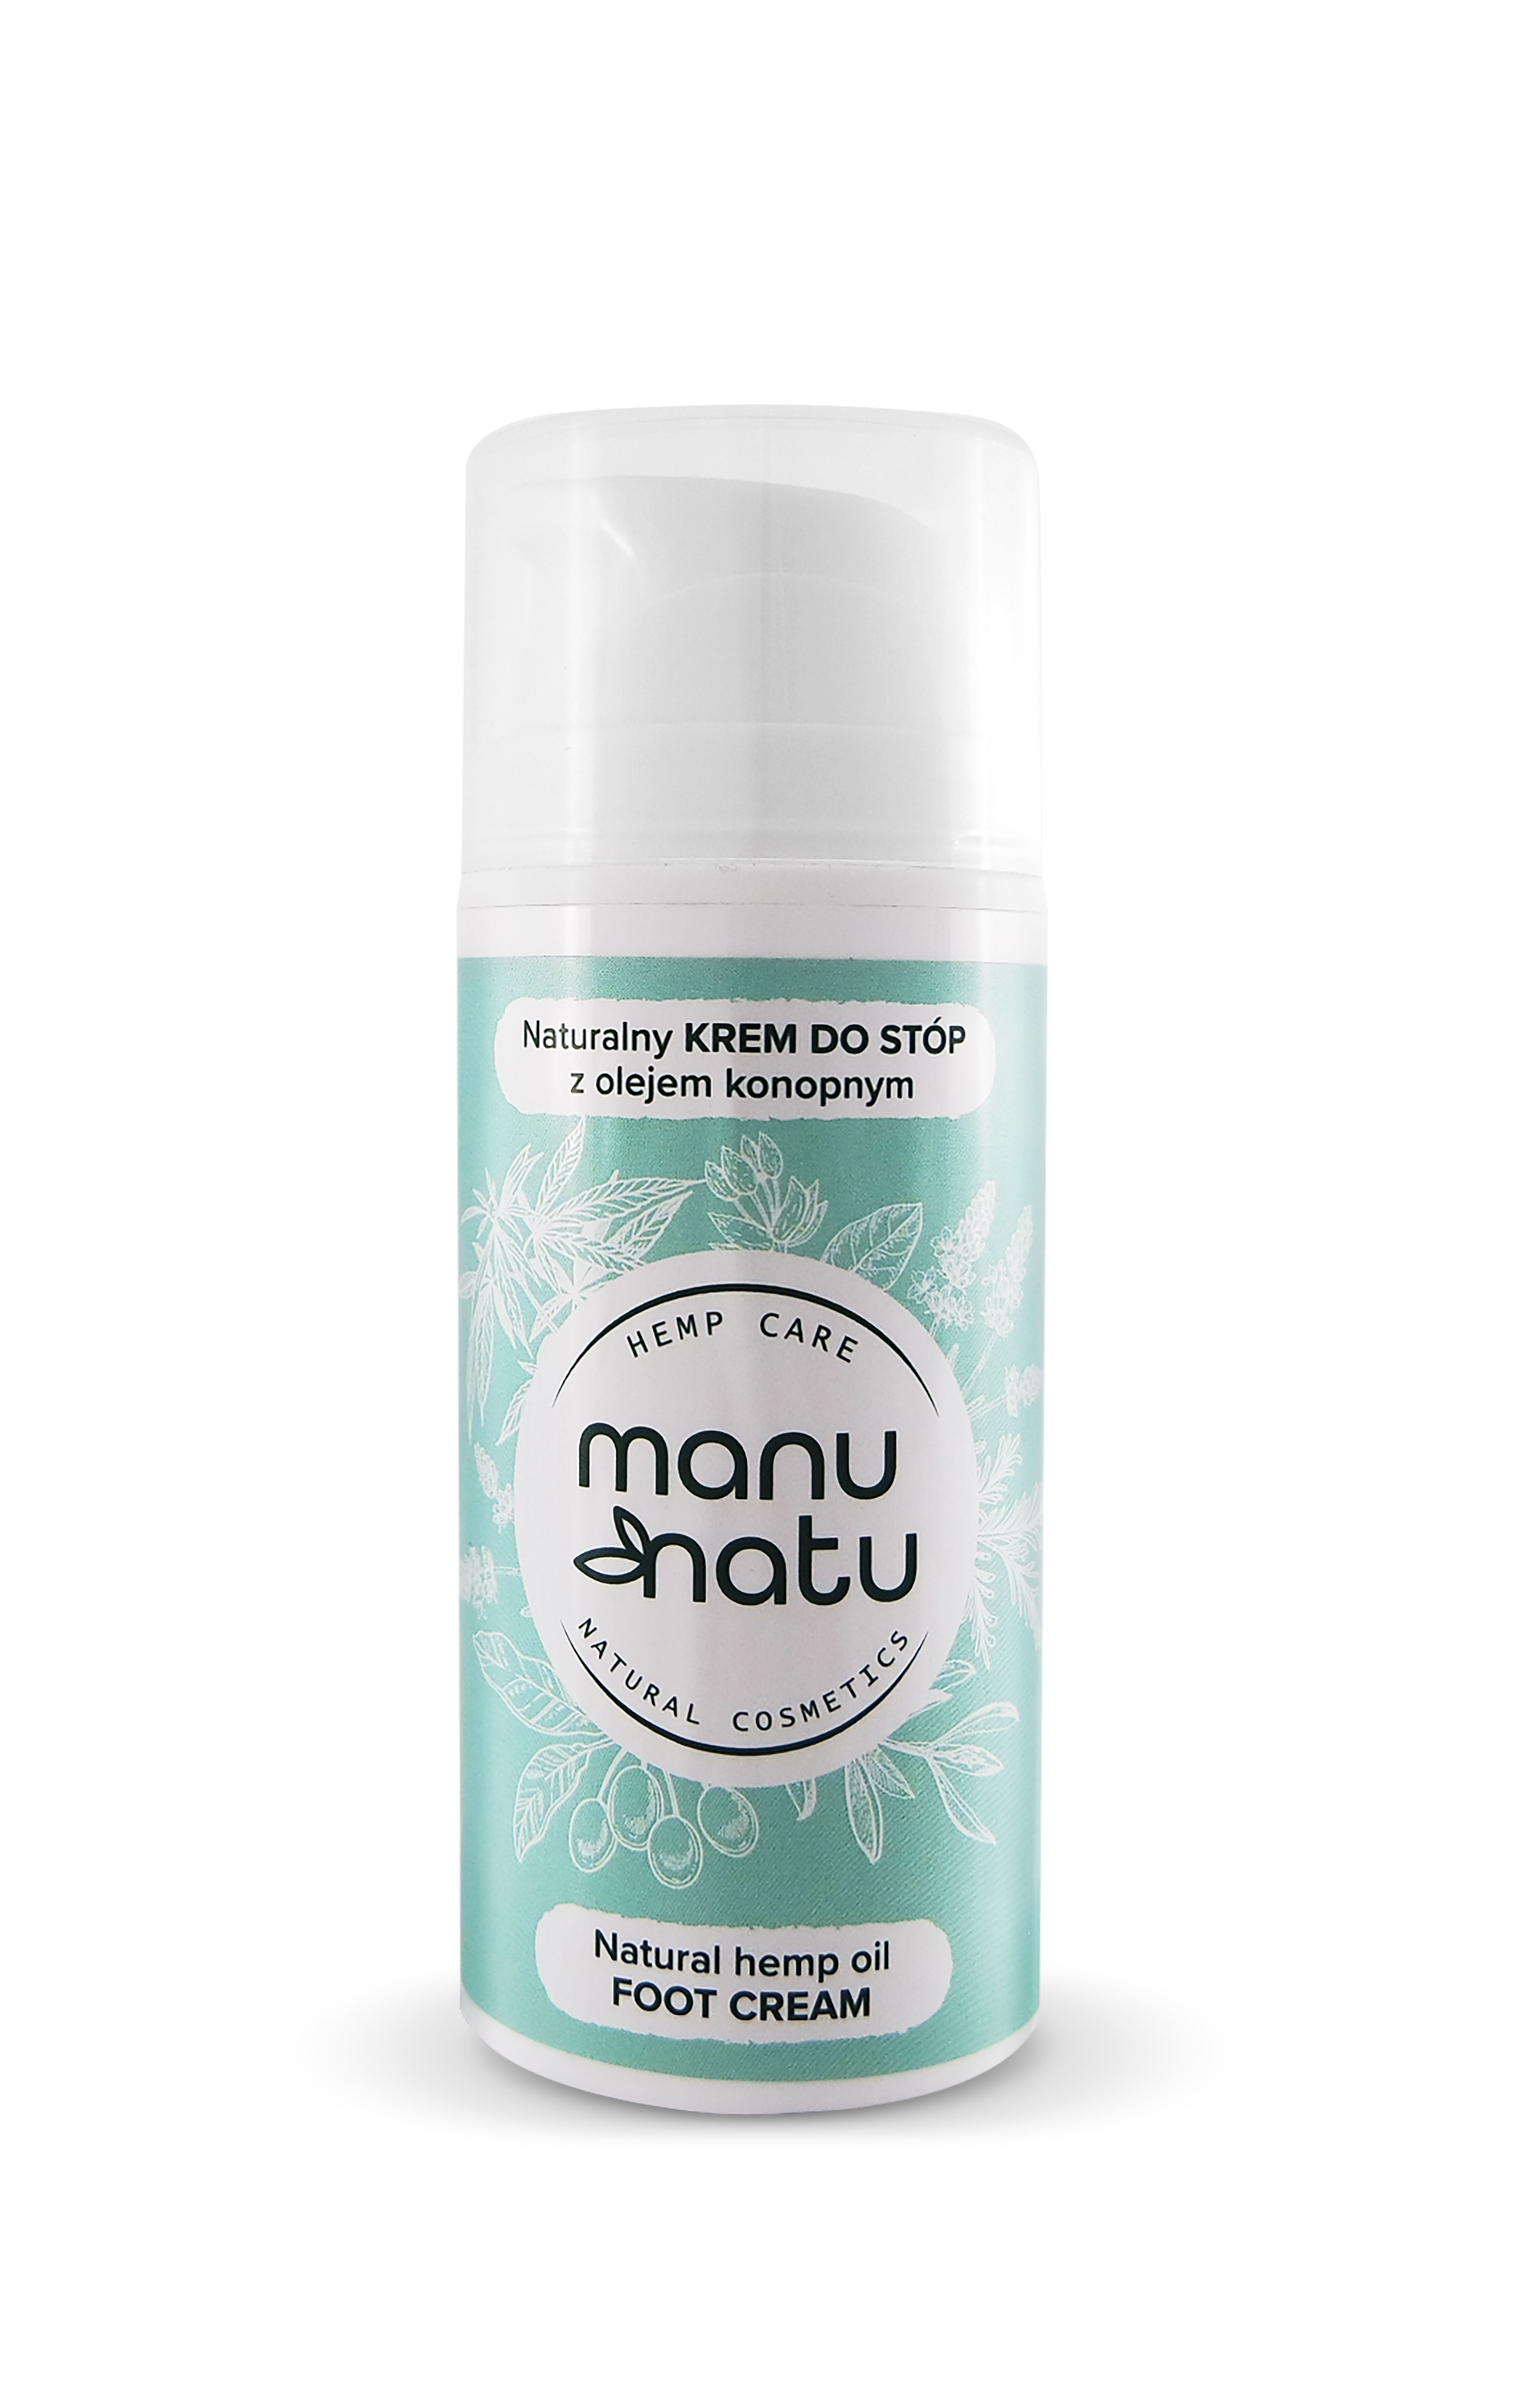 Naturalny KREM DO STÓP
z olejem konopnym
HEMP CARE
manu
natu
NATURAL COSMETICS
Natural hemp oil
FOOT CREAM